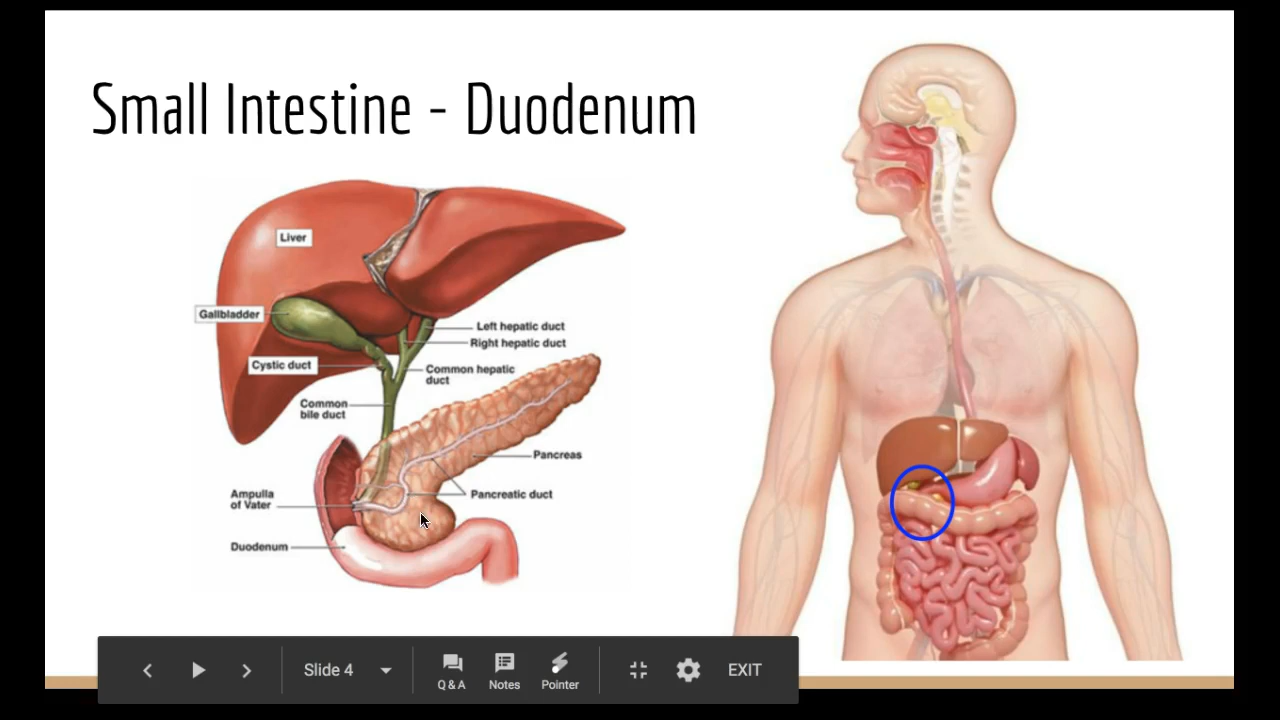 Small Intestine - Duodenum
Liver
Gallbladder
Left hepatic duct
Right hepatic duct
Cystic duct
Common hepatic
duct
Common
bile duct
Pancreas
Ampulla
of Vater
Pancreatic duct
Duodenum
Slide 4
Q & A
Notes
Pointer
EXIT